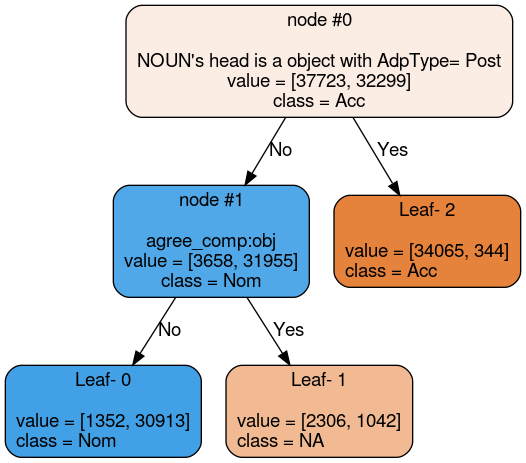 node #0
NOUN's head is a object with AdpType= Post
value = [37723, 32299]
class = Acc
No
Yes
node #1
agree_comp:obj
value = [3658, 31955]
class = Nom
Leaf- 2
value = [34065, 344]
class = Acc
No
Yes
Leaf- 0
value = [1352, 30913]
class = Nom
Leaf- 1
value = [2306, 1042]
class = NA